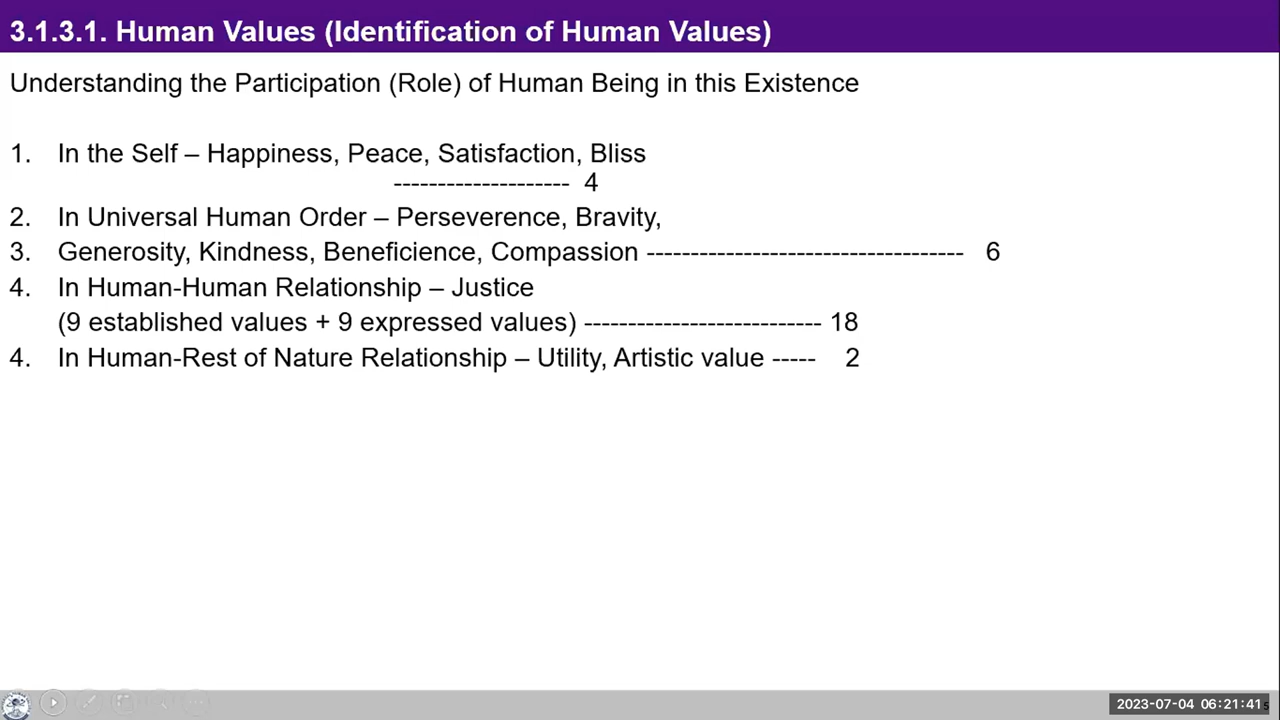 3.1.3.1. Human Values (Identification of Human Values)
Understanding the Participation (Role) of Human Being in this Existence
1. In the Self – Happiness, Peace, Satisfaction, Bliss
-------------------- 4
2. In Universal Human Order – Perseverence, Bravity,
3. Generosity, Kindness, Beneficience, Compassion ------------------------------------ 6
4. In Human-Human Relationship – Justice
(9 established values + 9 expressed values) --------------------------- 18
4. In Human-Rest of Nature Relationship – Utility, Artistic value ----- 2
2023-07-04 06:21:41